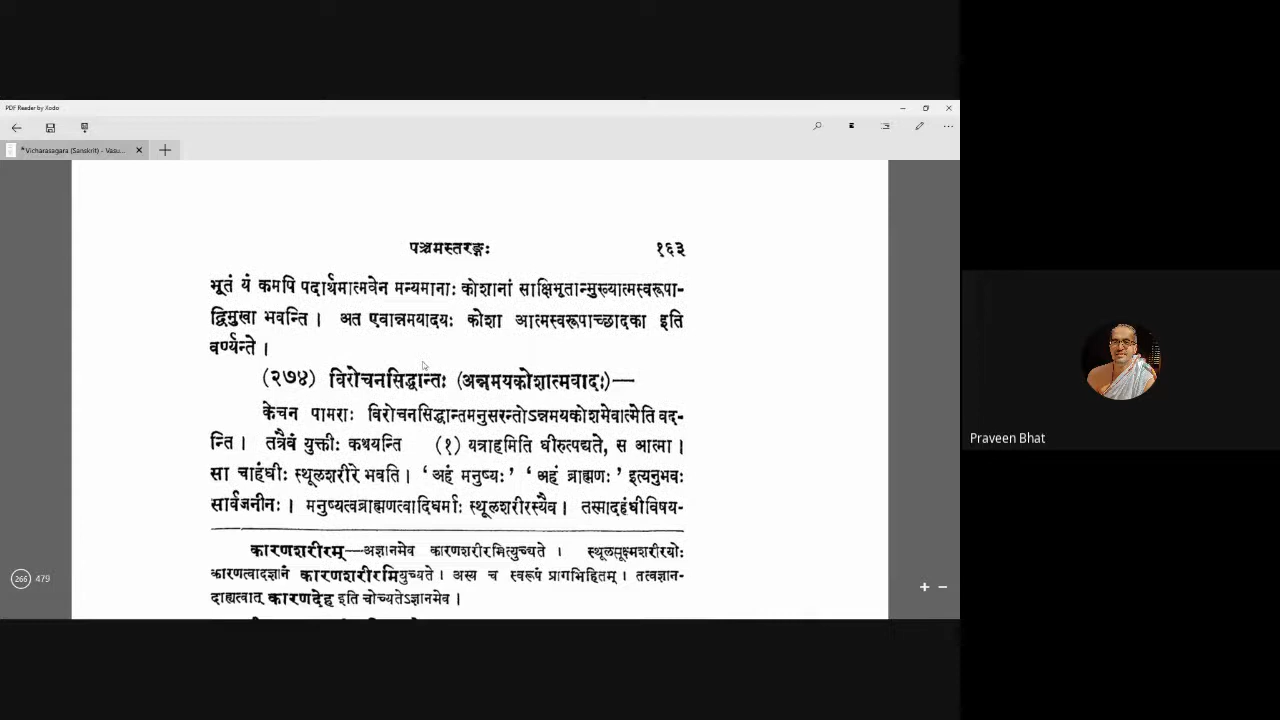 PDF Reader by Xodo
*Vicharasagara (Sanskrit) - Vasu...
पञ्चमस्तरङ्गः १६३
भूतं यं कमपि पदार्थमात्मत्वेन मन्यमानाः कोशानां साक्षिभूतान्मुख्यात्मस्वरूपा-
द्विमुखा भवन्ति । अत एवान्नमयादयः कोशा आत्मस्वरूपाच्छादका इति
वर्ण्यन्ते ।
(२७४) विरोचनसिद्धान्तः (अन्नमयकोशात्मवादः)—
केचन पामराः विरोचनसिद्धान्तमनुसरन्तोऽन्नमयकोशमेवात्मेति वद-
न्ति । तत्रैवं युक्तीः कथयन्ति (१) यत्राहमिति धीरुत्पद्यते, स आत्मा ।
सा चाहंधीः स्थूलशरीरे भवति । ‘अहं मनुष्यः’ ‘अहं ब्राह्मणः’ इत्यनुभवः
सार्वजनीनः । मनुष्यत्वब्राह्मणत्वादिधर्माः स्थूलशरीरस्यैव । तस्मादहंधीविषय-
कारणशरीरम्—अज्ञानमेव कारणशरीरमित्युच्यते । स्थूलसूक्ष्मशरीरयोः
कारणत्वादज्ञानं कारणशरीरमियुच्यते । अस्य च स्वरूपं प्रागभिहितम् । तत्वज्ञान-
दाह्यत्वात् कारणदेह इति चोच्यतेऽज्ञानमेव ।
266 479
Praveen Bhat